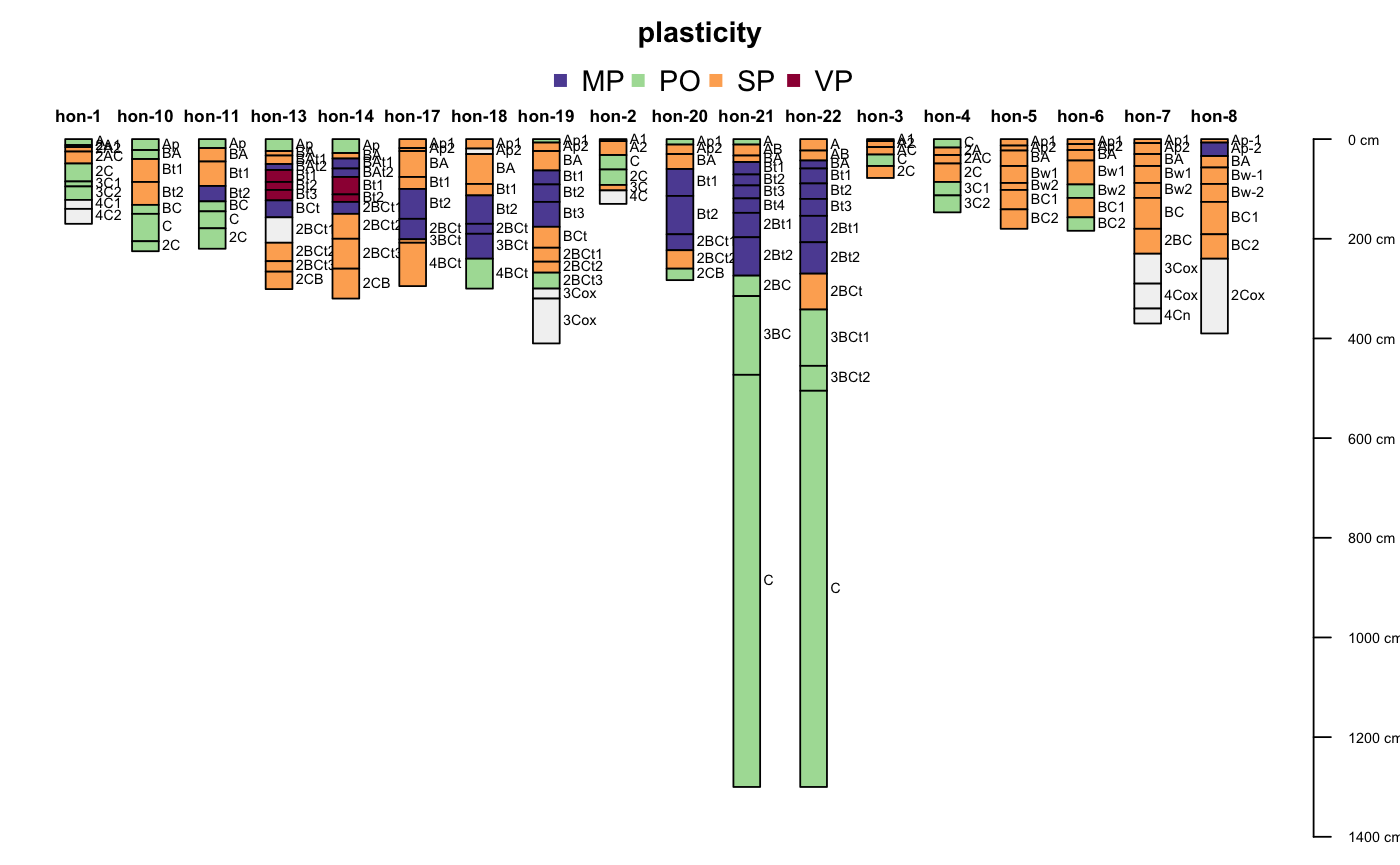 plasticity
MP PO SP VP
hon-1 hon-10 hon-11 hon-13 hon-14 hon-17 hon-18 hon-19 hon-2 hon-20 hon-21 hon-22 hon-3 hon-4 hon-5 hon-6 hon-7 hon-8
A
2AC
2C
3C1
3C2
4C1
4C2
Ap
BA
Bt1
Bt2
BC
C
2C
Ap
BA
Bt1
Bt2
BC
C
2C
Ap
BA
BAt1
BAt2
Bt1
Bt2
Bt3
BCt
2BCt1
2BCt2
2BCt3
2CB
Ap
BA
BAt1
BAt2
Bt1
Bt2
2BCt1
2BCt2
2BCt3
2CB
Ap1
Ap2
BA
Bt1
Bt2
2BCt
3BCt
4BCt
Ap1
Ap2
BA
Bt1
Bt2
2BCt
3BCt
4BCt
Ap1
Ap2
BA
Bt1
Bt2
Bt3
BCt
2BCt1
2BCt2
2BCt3
3Cox
3Cox
A1
A2
C
2C
3C
4C
Ap1
Ap2
BA
Bt1
Bt2
2BCt1
2BCt2
2CB
A
AB
BA
Bt1
Bt2
Bt3
Bt4
2Bt1
2Bt2
2BC
3BC
C
A
AB
BA
Bt1
Bt2
Bt3
2Bt1
2Bt2
2BCt
3BCt1
3BCt2
C
A1
A2
AC
C
2C
C
2A
2AC
2C
3C1
3C2
Ap1
Ap2
BA
Bw1
Bw2
BC1
BC2
Ap1
Ap2
BA
Bw1
Bw2
BC1
BC2
Ap1
Ap2
BA
Bw1
Bw2
BC
2BC
3Cox
4Cox
4Cn
Ap-1
Ap-2
BA
Bw-1
Bw-2
BC1
BC2
2Cox
0 cm
200 cm
400 cm
600 cm
800 cm
1000 cm
1200 cm
1400 cm